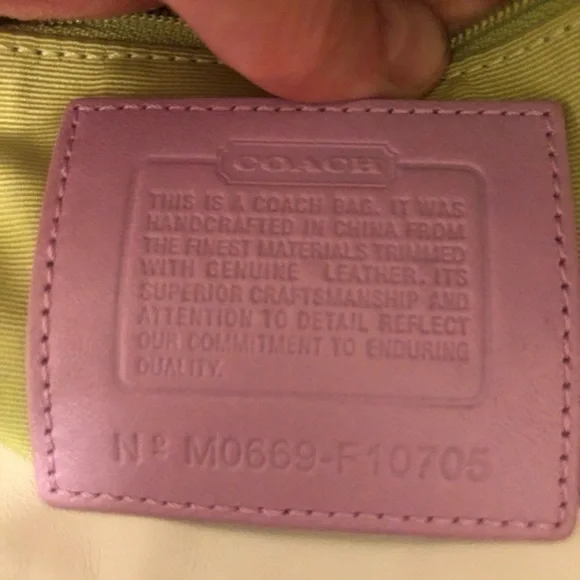 COACH
THIS IS A COACH BAG. IT WAS
HANDCRAFTED IN CHINA FROM
THE FINEST MATERIALS TRIMMED
WITH GENUINE LEATHER. ITS
SUPERIOR CRAFTSMANSHIP AND
ATTENTION TO DETAIL REFLECT
OUR COMMITMENT TO ENDURING
QUALITY.
Nº M0669-F10705